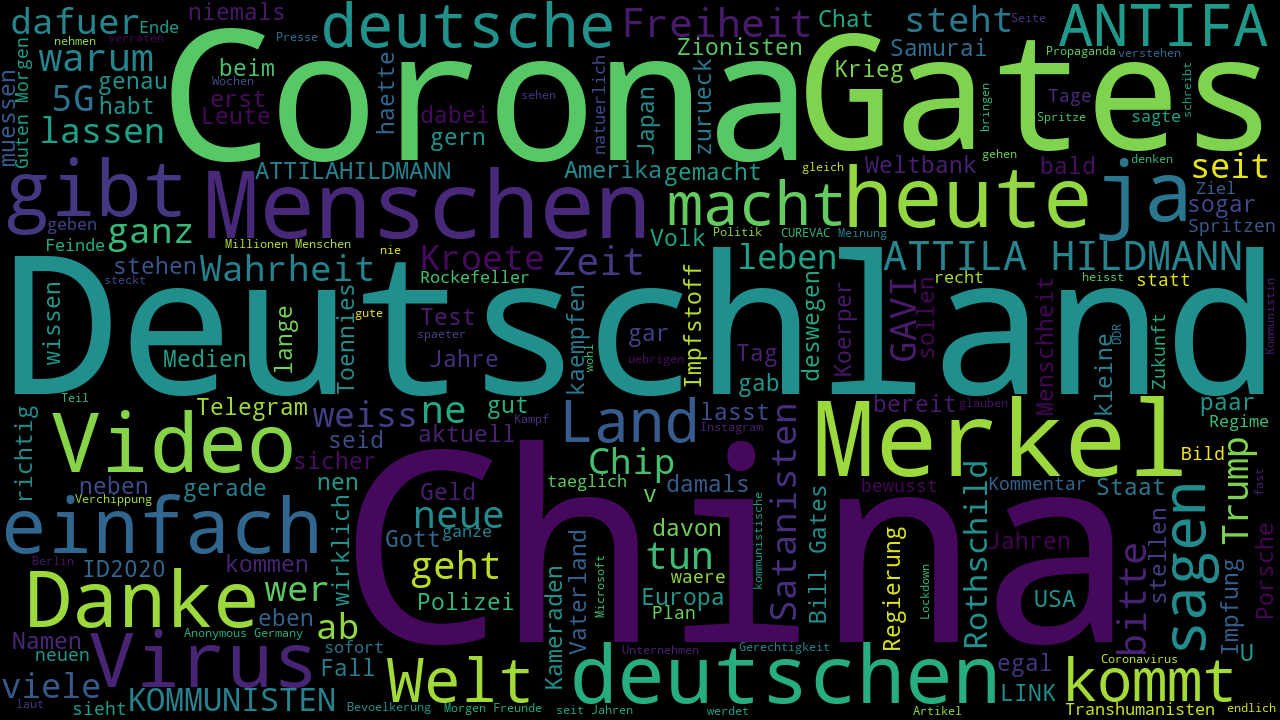 dafuer
Ende
niemals
deutsche
Freiheit
Chat
steht
Seite
ANTIFA
nehmen
verraten
Presse
Corona
Gates
Zionisten
Samurai
Propaganda
verstehen
warum
Guten Morgen
genau
beim
Wochen
Krieg
muessen
5G
habt
erst
Leute
haette
dabei
gern
sehen
natuerlich
Japan
zurueck
bringen
Tage
Spritze
sagte
schreibt
lassen
ATTILAHILDMANN
Amerika
gemacht
gleich
Weltbank
gehen
bald
denken
seit
gibt
Menschen
macht
heute
ja
Ziel
sogar
geben
ganz
Feinde
Millionen Menschen
nie
Volk
Politik
CUREVAC
Meinung
Spritzen
stehen
steckt
Wahrheit
Kroete
Rockefeller
Zeit
leben
ATTILA HILDMANN
recht
heisst
statt
Deutschland
wissen
Medien
lange
Toennies
gute
Test
spaeter
Jahre
kaempfen
wohl
gar
uebrigen
Impfstoff
Tag
gab
deswegen
Koerper
GAVI
sollen
Menschheit
kleine
DDR
Zukunft
Kommunistin
Teil
richtig
Video
Telegram
weiss
seid
sicher
ne
aktuell
gut
Kampf
Land
lasst
Instagram
Merkel
bereit
glauben
paar
Regime
Bild
Trump
fast
neben
Verchippung
gerade
nen
China
Geld
neue
Gott
ganze
taeglich
Chip
v
damals
Satanisten
bewusst
Kommentar
Staat
einfach
ID2020
kommen
Berlin
wirklich
geht
Polizei
davon
tun
waere
Europa
Plan
kommunistische
Bill Gates
Regierung
Lockdown
Rothschild
Jahren
USA
bitte
stellen
sagen
Impfung
Porsche
Danke
wer
eben
ab
Anonymous Germany
Kameraden
Vaterland
Microsoft
Namen
neuen
Virus
sofort
Fall
Welt
deutschen
Unternehmen
Gerechtigkeit
egal
Coronavirus
U
viele
laut
sieht
KOMMUNISTEN
Bevoelkerung
Morgen Freunde
seit Jahren
werdet
Artikel
LINK
kommt
Transhumanisten
endlich